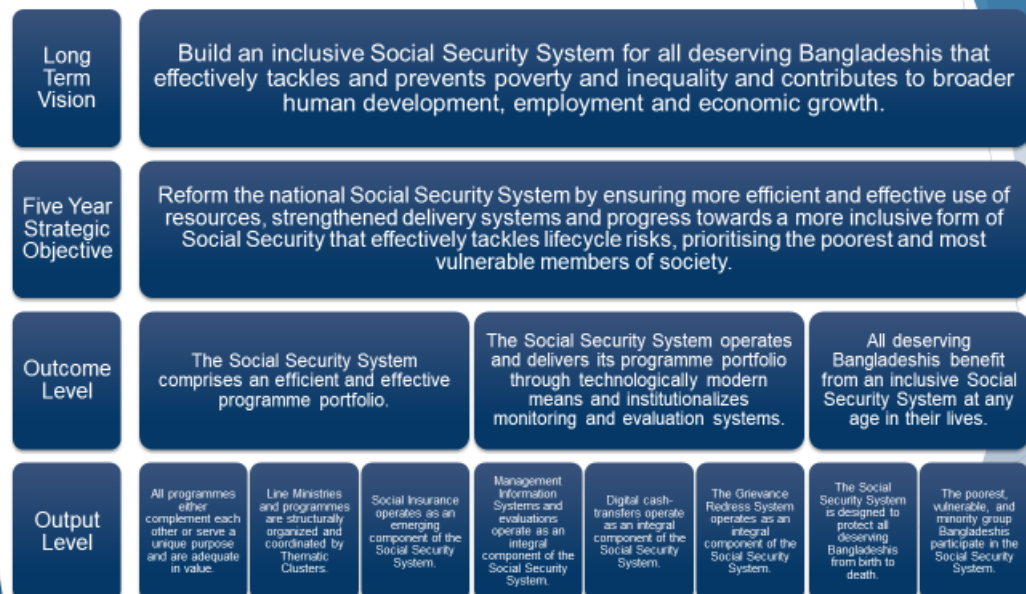 Long
Term
Vision
Build an inclusive Social Security System for all deserving Bangladeshis that
effectively tackles and prevents poverty and inequality and contributes to broader
human development, employment and economic growth.
Five Year
Strategic
Objective
Reform the national Social Security System by ensuring more efficient and effective use of
resources, strengthened delivery systems and progress towards a more inclusive form of
Social Security that effectively tackles lifecycle risks, prioritising the poorest and most
vulnerable members of society.
Outcome
Level
The Social Security System
comprises an efficient and effective
programme portfolio.
The Social Security System operates
and delivers its programme portfolio
through technologically modern
means and institutionalizes
monitoring and evaluation systems.
All deserving
Bangladeshis benefit
from an inclusive Social
Security System at any
age in their lives.
Output
Level
All programmes
either
complement each
other or serve a
unique purpose
and are adequate
in value.
Line Ministries
and programmes
are structurally
organized and
coordinated by
Thematic
Clusters.
Social Insurance
operates as an
emerging
component of the
Social Security
System.
Management
Information
Systems and
evaluations
operate as an
integral
component of the
Social Security
System.
Digital cash-
transfers operate
as an integral
component of the
Social Security
System.
The Grievance
Redress System
operates as an
integral
component of the
Social Security
System.
The Social
Security System
is designed to
protect all
deserving
Bangladeshis
from birth to
death.
The poorest,
vulnerable, and
minority group
Bangladeshis
participate in the
Social Security
System.